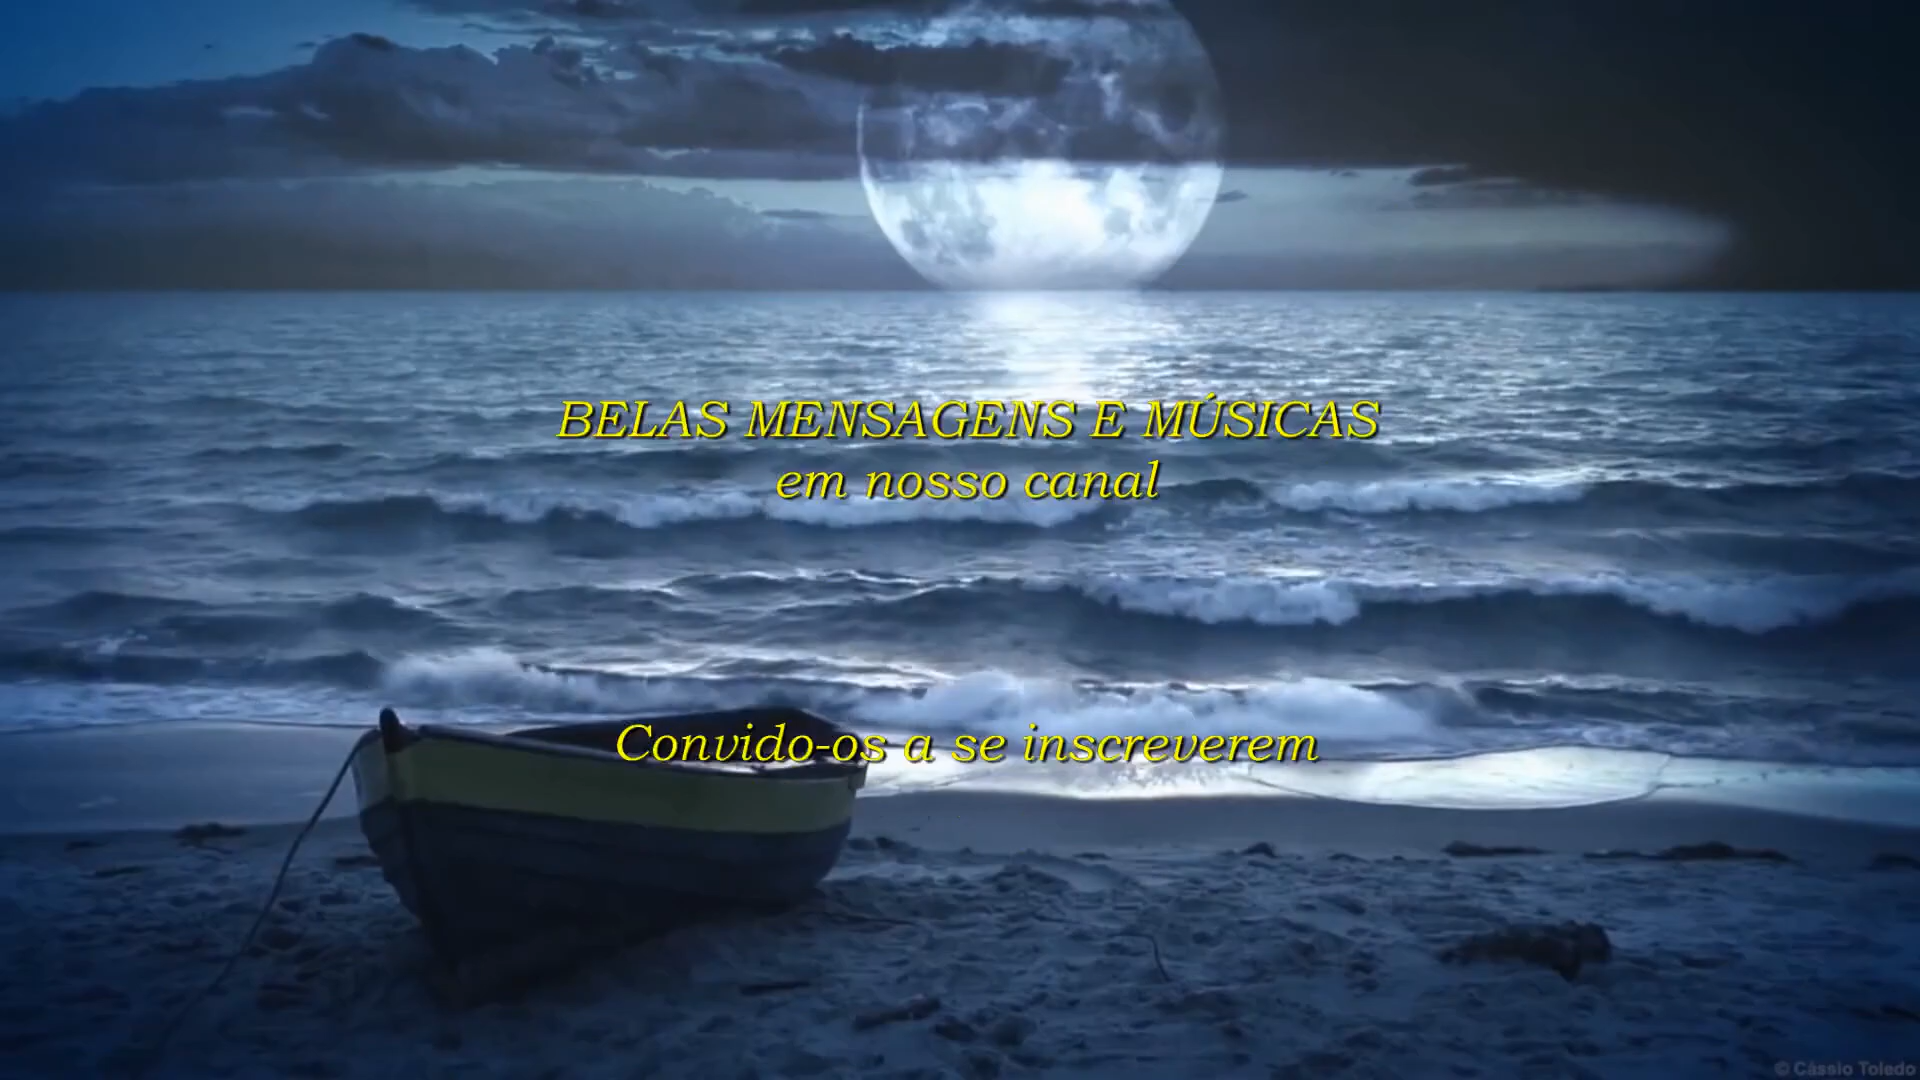 BELAS MENSAGENS E MÚSICAS
em nosso canal
Convido-os a se inscreverem
© Cássio Toledo